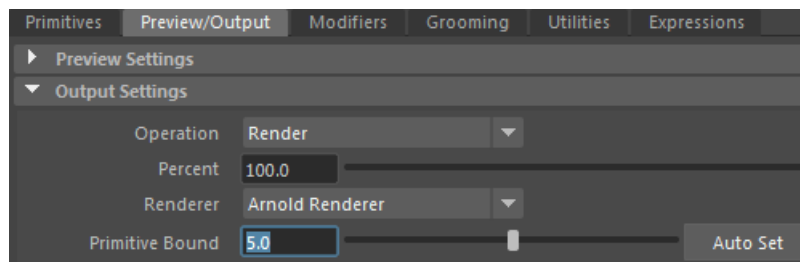 Primitives Preview/Output Modifiers Grooming Utilities Expressions
Preview Settings
Output Settings
Operation Render
Percent 100.0
Renderer Arnold Renderer
Primitive Bound 5.0 Auto Set